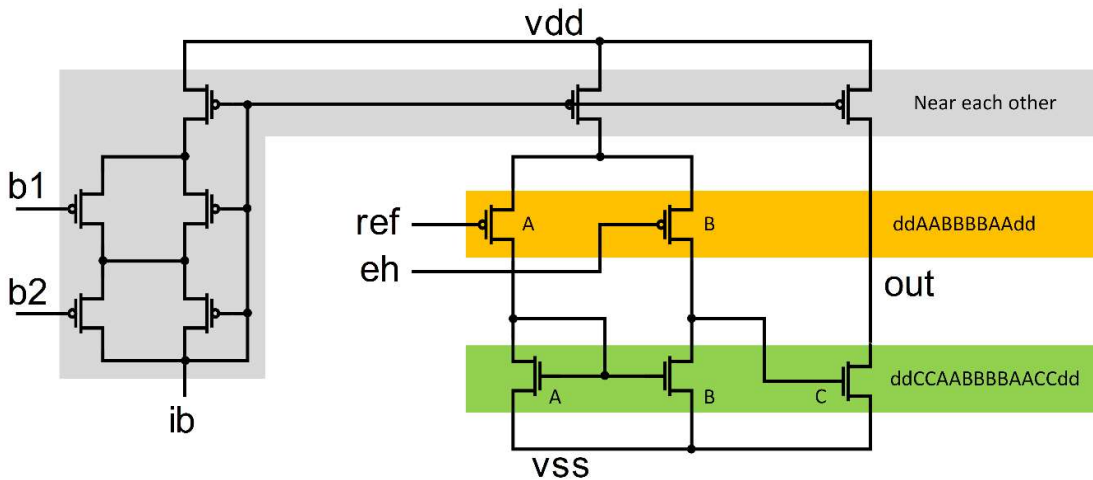 vdd
Near each other
b1
ref
A
B
ddAABBBBAAdd
eh
b2
out
A
B
C
ddCCAABBBBAACCdd
ib
vss